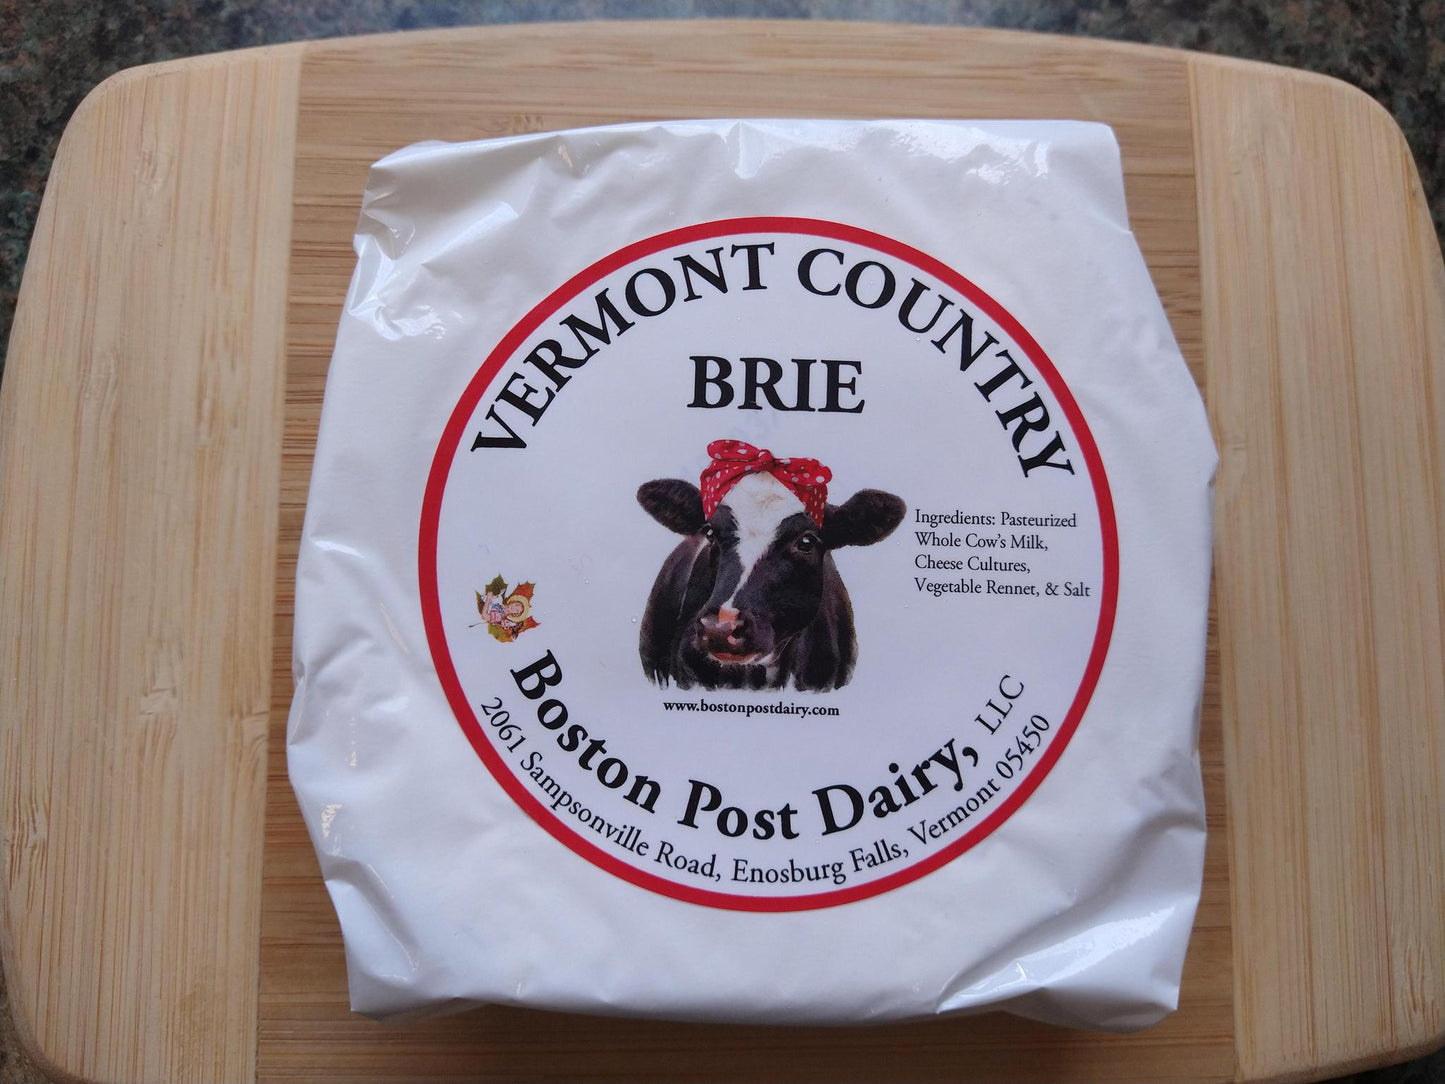 VERMONT COUNTRY
BRIE
Ingredients: Pasteurized
Whole Cow's Milk,
Cheese Cultures,
Vegetable Rennet, & Salt
www.bostonpostdairy.com
Boston Post Dairy, LLC
2061 Sampsonville Road, Enosburg Falls, Vermont 05450